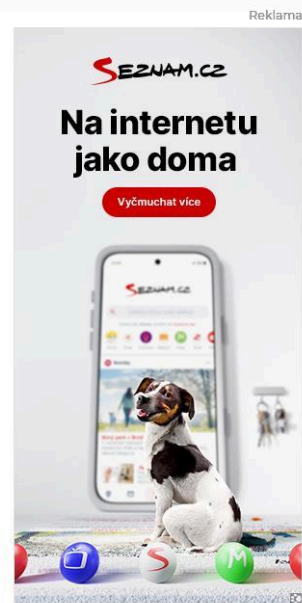 Reklama
SEZNAM.CZ
Na internetu
jako doma
Vyčmuchat více
SEZNAM.CZ
S
M